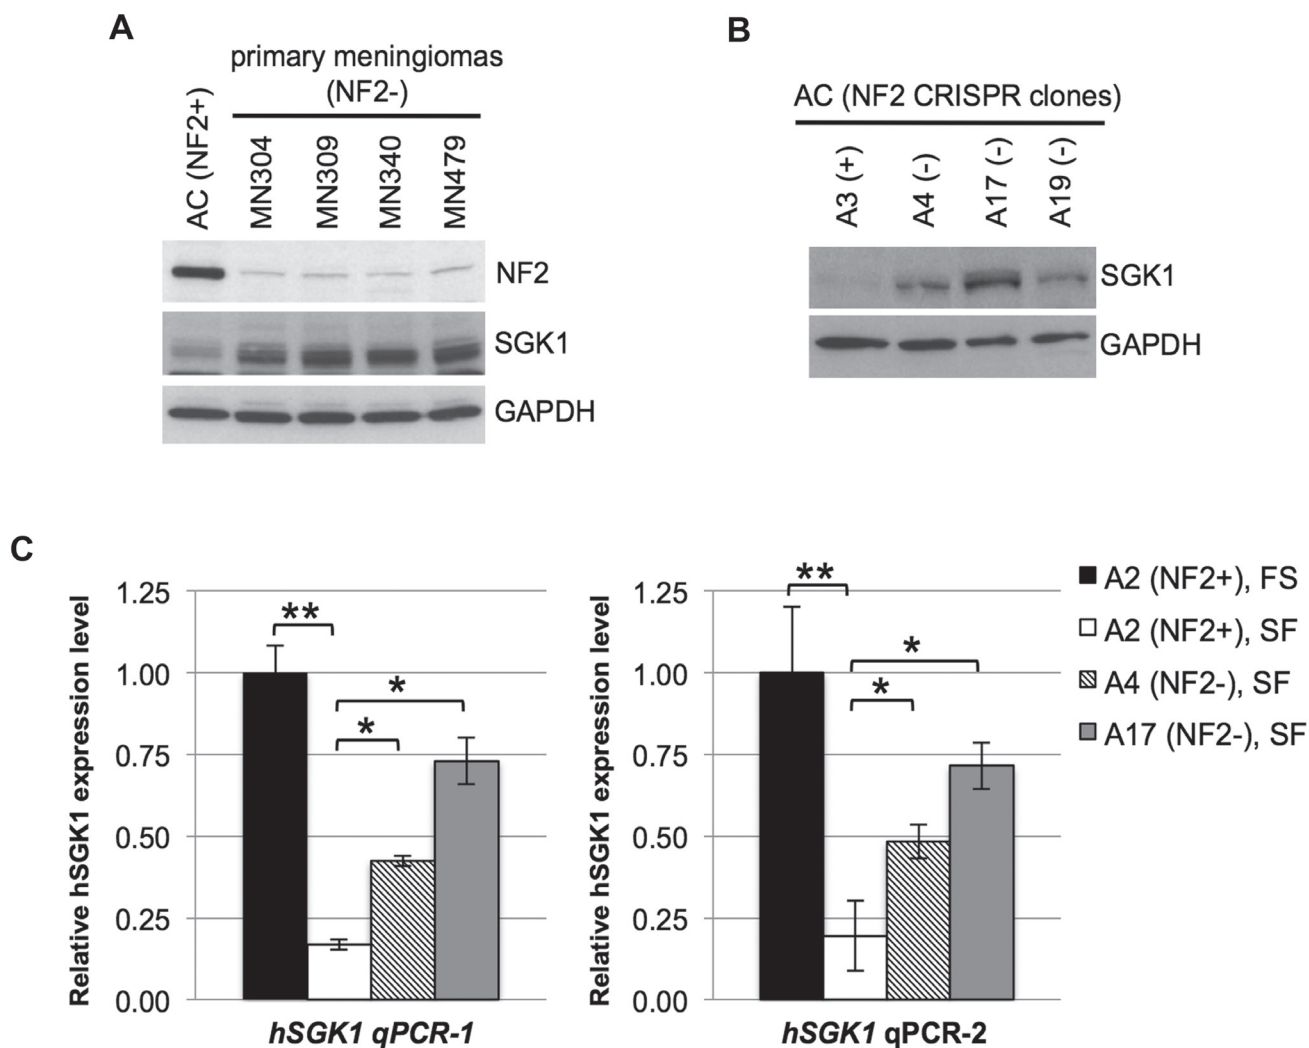 A
primary meningiomas
(NF2-)
AC (NF2+)
MN304
MN309
MN340
MN479
NF2
SGK1
GAPDH
B
AC (NF2 CRISPR clones)
A3 (+)
A4 (-)
A17 (-)
A19 (-)
SGK1
GAPDH
C
Relative hSGK1 expression level
1.25
1.00
0.75
0.50
0.25
0.00
**
*
*
hSGK1 qPCR-1
Relative hSGK1 expression level
1.25
1.00
0.75
0.50
0.25
0.00
**
*
*
hSGK1 qPCR-2
A2 (NF2+), FS
A2 (NF2+), SF
A4 (NF2-), SF
A17 (NF2-), SF